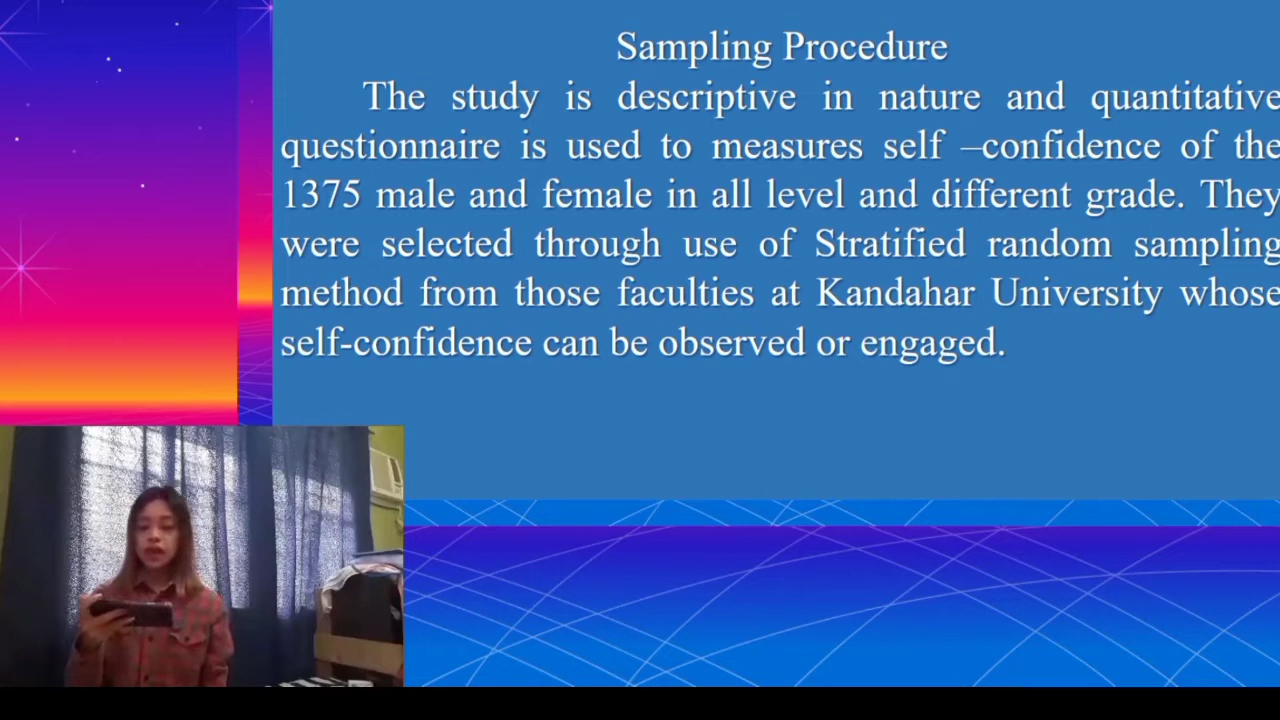 Sampling Procedure
The study is descriptive in nature and quantitative
questionnaire is used to measures self –confidence of the
1375 male and female in all level and different grade. They
were selected through use of Stratified random sampling
method from those faculties at Kandahar University whose
self-confidence can be observed or engaged.